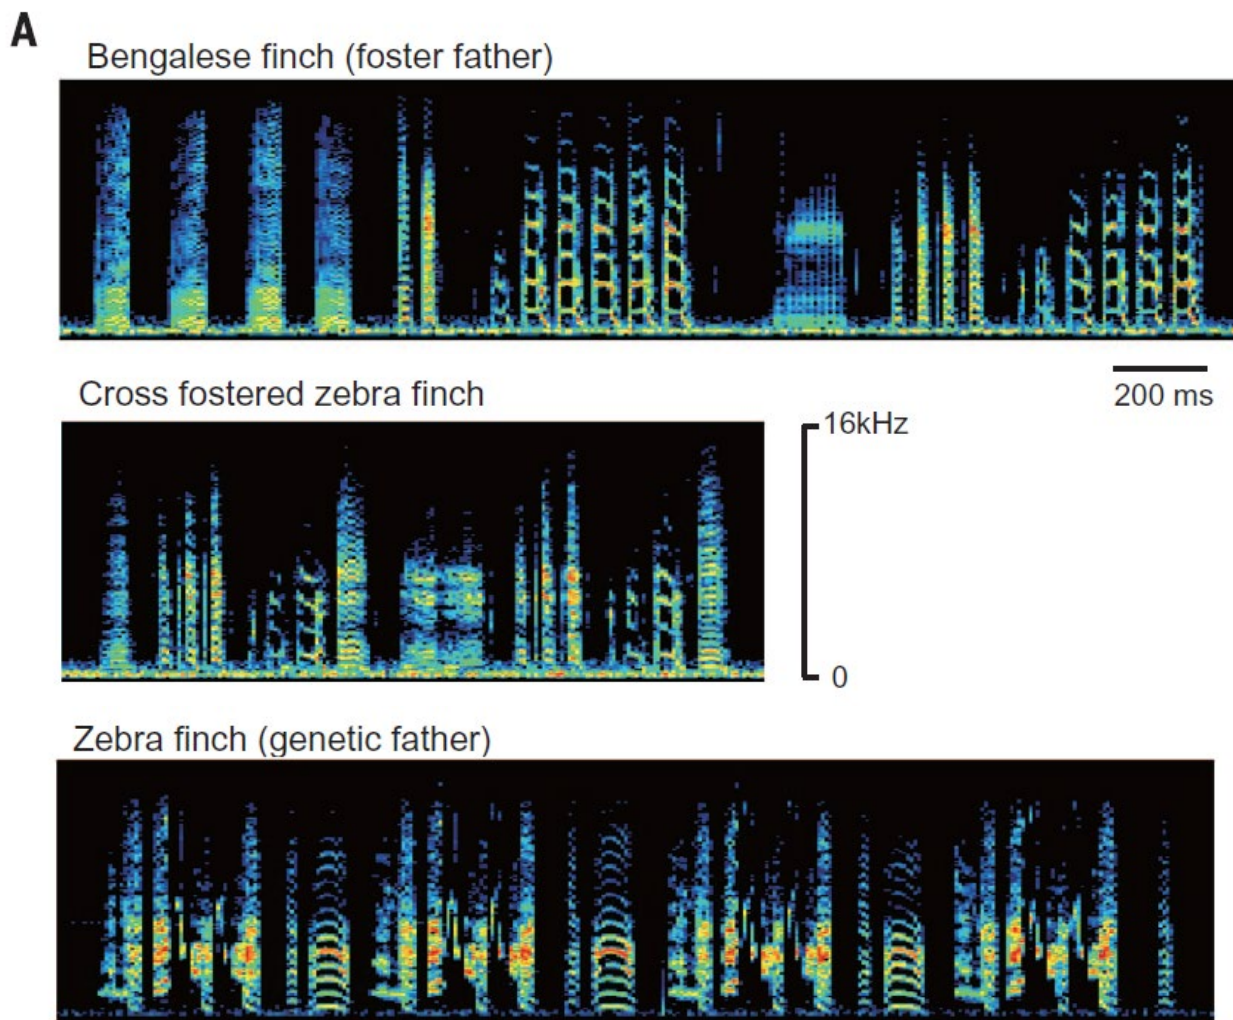 A
Bengalese finch (foster father)
200 ms
Cross fostered zebra finch
16kHz
0
Zebra finch (genetic father)